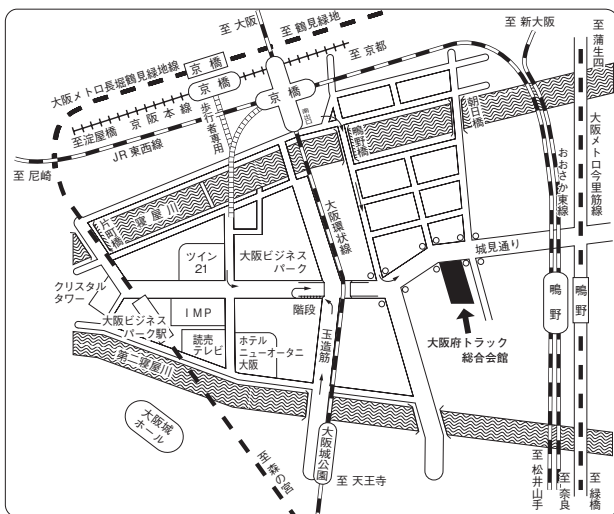 至 大阪
至 鶴見緑地
大阪メトロ長堀鶴見緑地線
京橋
至 京都
至 新大阪
至 蒲生四
京橋
京阪本線
至 淀屋橋
歩行者専用
京橋
南出口
JR東西線
至 尼崎
鴫野橋
朝日橋
大阪メトロ今里筋線
おおさか東線
片町橋
寝屋川
大阪環状線
城見通り
ツイン
21
大阪ビジネス
パーク
クリスタル
タワー
大阪ビジネス
パーク駅
IMP
階段
読売
テレビ
ホテル
ニューオータニ
大阪
玉造筋
大阪府トラック
総合会館
鴫野
鴫野
第二寝屋川
大阪城
ホール
大阪城公園
至 森の宮
至 天王寺
至 松井山手
至 奈良
至 緑橋